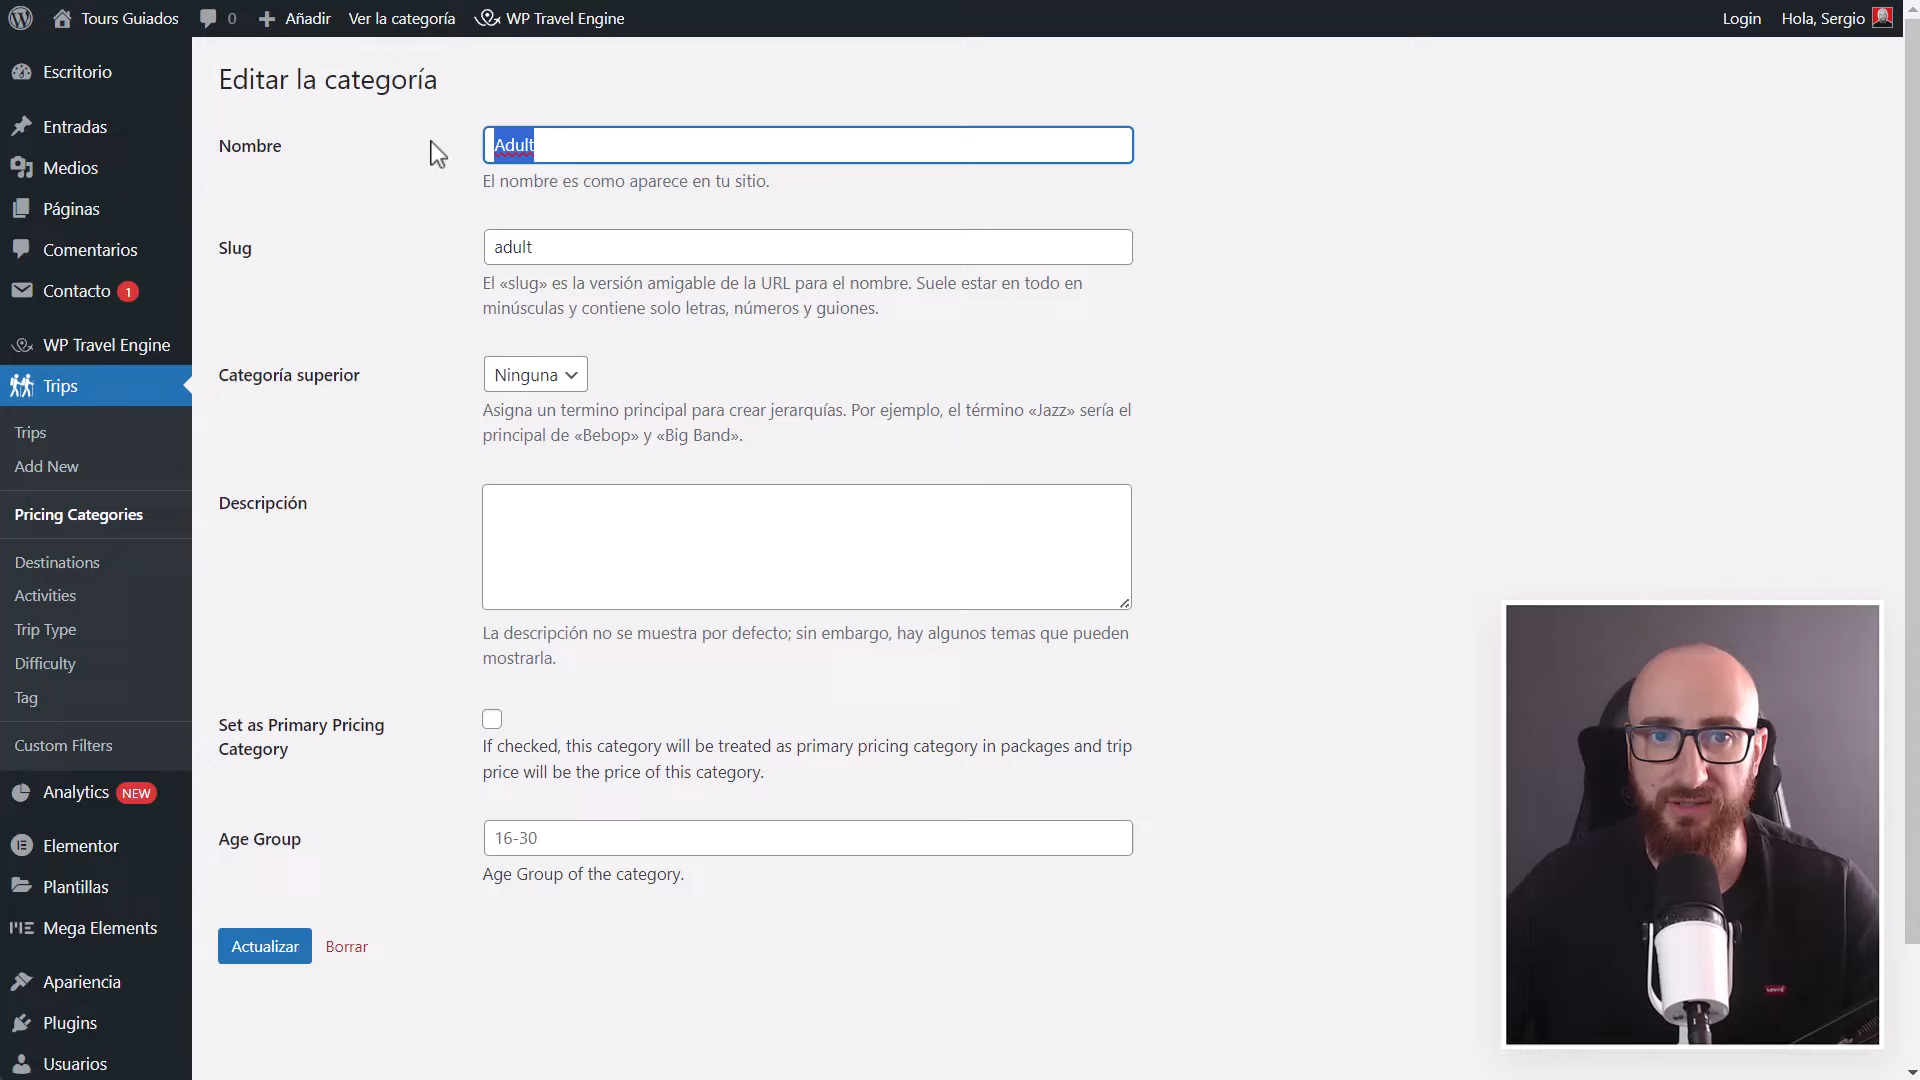 Tours Guiados
0
Añadir
Ver la categoría
WP Travel Engine
Login
Hola, Sergio
Escritorio
Entradas
Medios
Páginas
Comentarios
Contacto 1
WP Travel Engine
Trips
Trips
Add New
Pricing Categories
Destinations
Activities
Trip Type
Difficulty
Tag
Custom Filters
Analytics NEW
Elementor
Plantillas
Mega Elements
Apariencia
Plugins
Usuarios
Editar la categoría
Nombre
Adult
El nombre es como aparece en tu sitio.
Slug
adult
El «slug» es la versión amigable de la URL para el nombre. Suele estar en todo en
minúsculas y contiene solo letras, números y guiones.
Categoría superior
Ninguna
Asigna un termino principal para crear jerarquías. Por ejemplo, el término «Jazz» sería el
principal de «Bebop» y «Big Band».
Descripción
La descripción no se muestra por defecto; sin embargo, hay algunos temas que pueden
mostrarla.
Set as Primary Pricing
Category
If checked, this category will be treated as primary pricing category in packages and trip
price will be the price of this category.
Age Group
16-30
Age Group of the category.
Actualizar
Borrar
Levi's